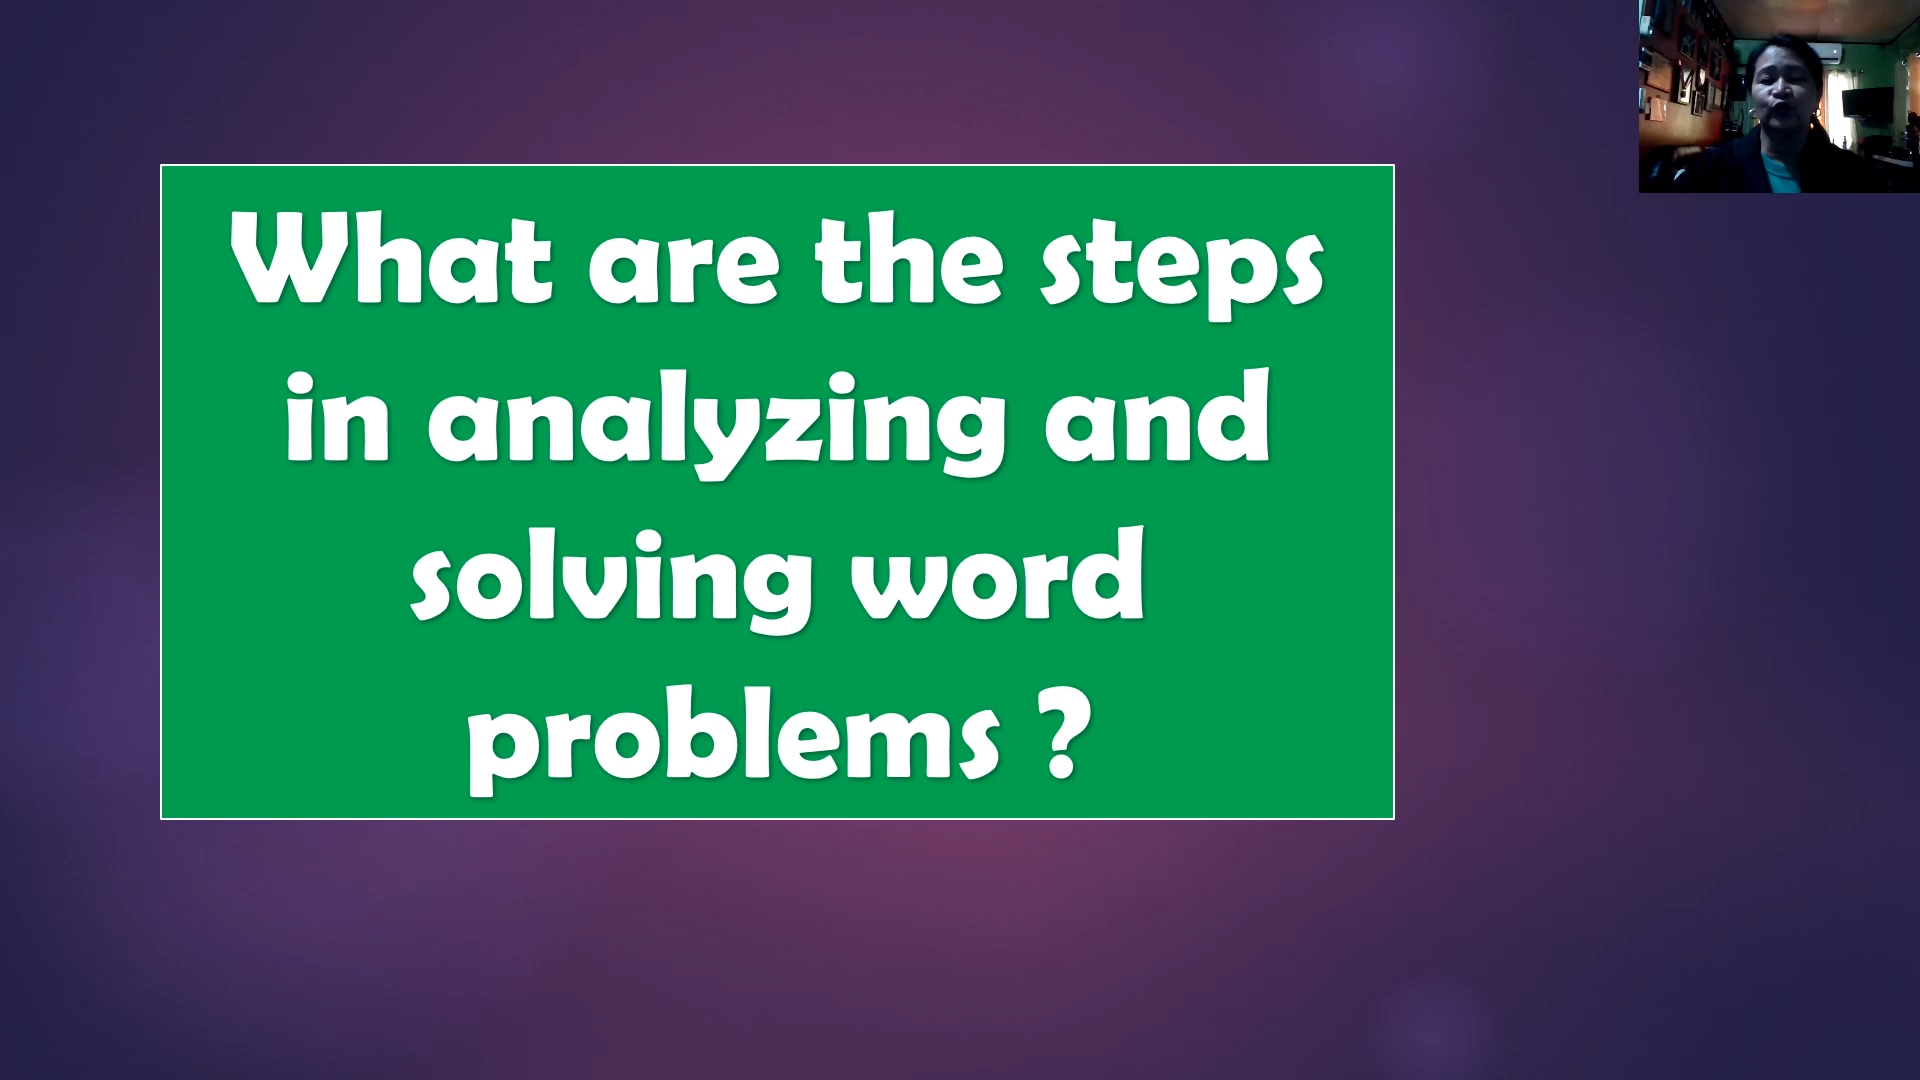 What are the steps
in analyzing and
solving word
problems ?